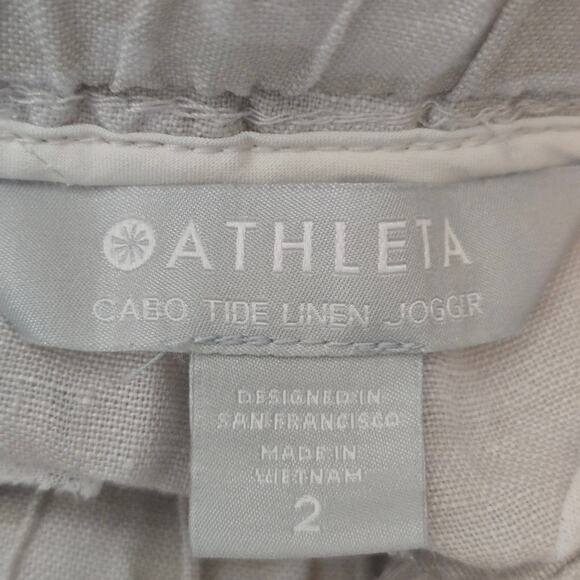 ATHLETA
CABO TIDE LINEN JOGGR
DESIGNED IN
SAN FRANCISCO
MADE IN
VIETNAM
2